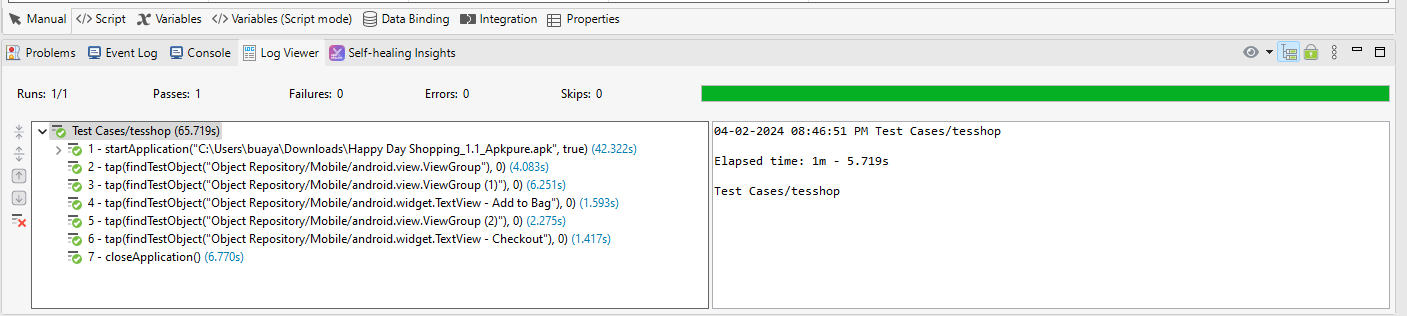 Manual </> Script Variables </> Variables (Script mode) Data Binding Integration Properties
Problems Event Log Console Log Viewer Self-healing Insights
Runs: 1/1 Passes: 1 Failures: 0 Errors: 0 Skips: 0
Test Cases/tesshop (65.719s)
1 - startApplication("C:\Users\buaya\Downloads\Happy Day Shopping_1.1_Apkpure.apk", true) (42.322s)
2 - tap(findTestObject("Object Repository/Mobile/android.view.ViewGroup"), 0) (4.083s)
3 - tap(findTestObject("Object Repository/Mobile/android.view.ViewGroup (1)"), 0) (6.251s)
4 - tap(findTestObject("Object Repository/Mobile/android.widget.TextView - Add to Bag"), 0) (1.593s)
5 - tap(findTestObject("Object Repository/Mobile/android.view.ViewGroup (2)"), 0) (2.275s)
6 - tap(findTestObject("Object Repository/Mobile/android.widget.TextView - Checkout"), 0) (1.417s)
7 - closeApplication() (6.770s)
04-02-2024 08:46:51 PM Test Cases/tesshop
Elapsed time: 1m - 5.719s
Test Cases/tesshop